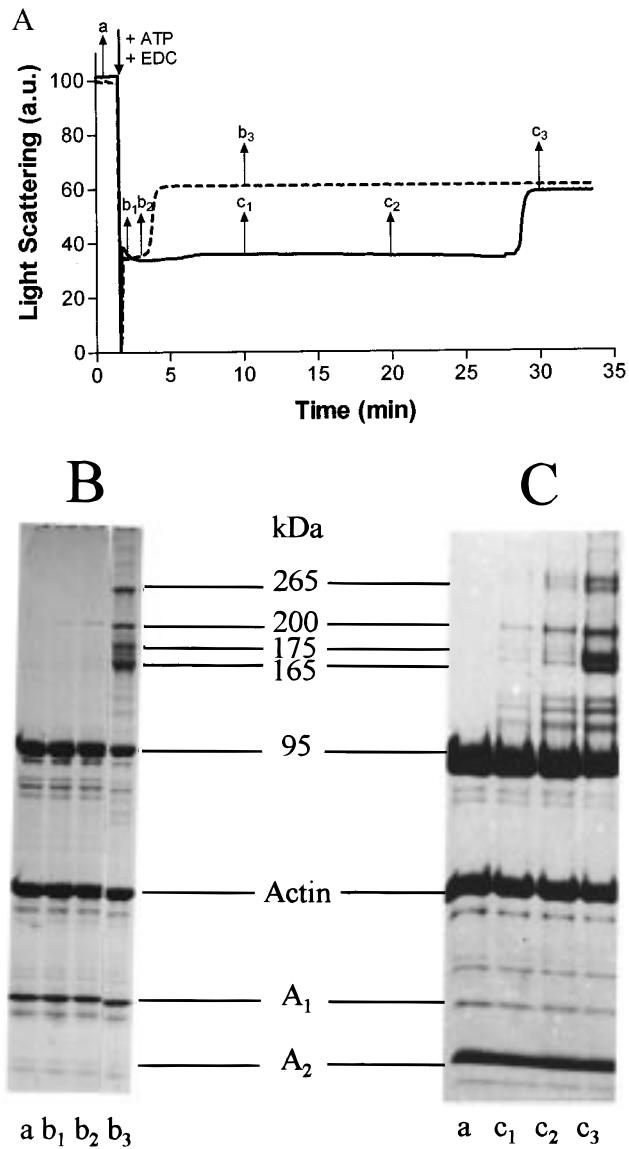 A
a
+ ATP
+ EDC
Light Scattering (a.u.)
100
80
60
40
20
0
b₁ b₂
b₃
c₁
c₂
c₃
0 5 10 15 20 25 30 35
Time (min)
B
C
kDa
265
200
175
165
95
Actin
A₁
A₂
a b₁ b₂ b₃
a c₁ c₂ c₃